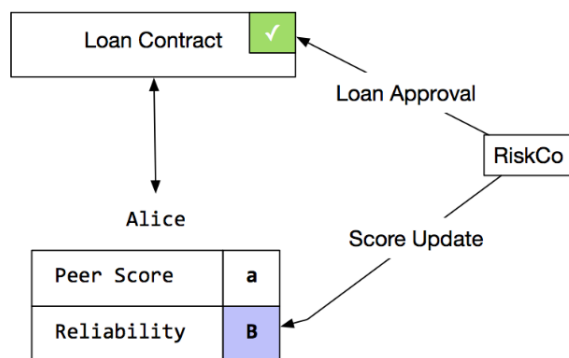 Loan Contract ✓
Loan Approval
RiskCo
Alice
Score Update
Peer Score a
Reliability B